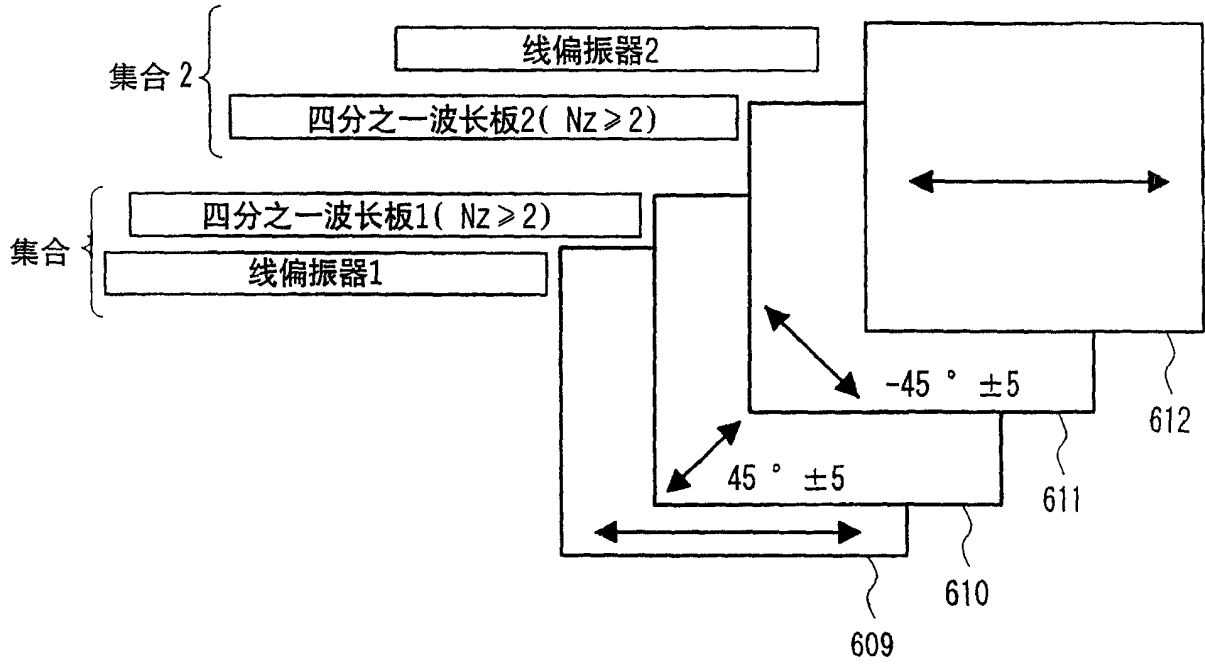 集合 2
线偏振器2
四分之一波长板2( Nz≥2)
集合
四分之一波长板1( Nz≥2)
线偏振器1
-45 ° ±5
45 ° ±5
612
611
610
609